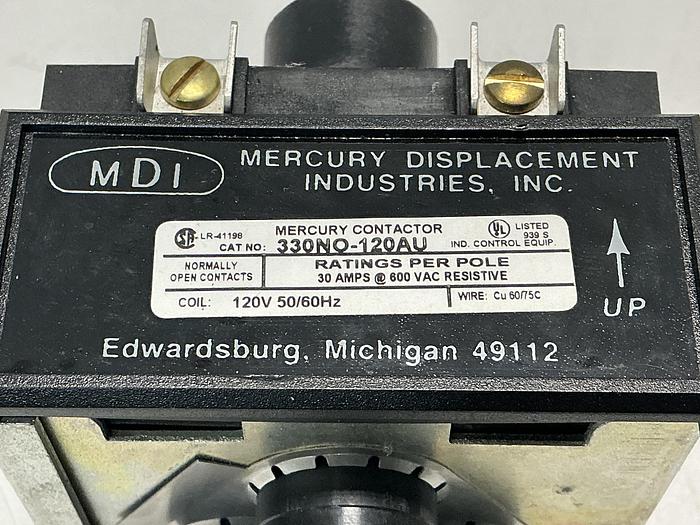 MDI
MERCURY DISPLACEMENT
INDUSTRIES, INC.
LR-41198
MERCURY CONTACTOR
CAT NO: 330NO-120AU
UL LISTED
939 S
IND. CONTROL EQUIP.
NORMALLY
OPEN CONTACTS
RATINGS PER POLE
30 AMPS @ 600 VAC RESISTIVE
COIL: 120V 50/60Hz
WIRE: Cu 60/75C
UP
Edwardsburg, Michigan 49112